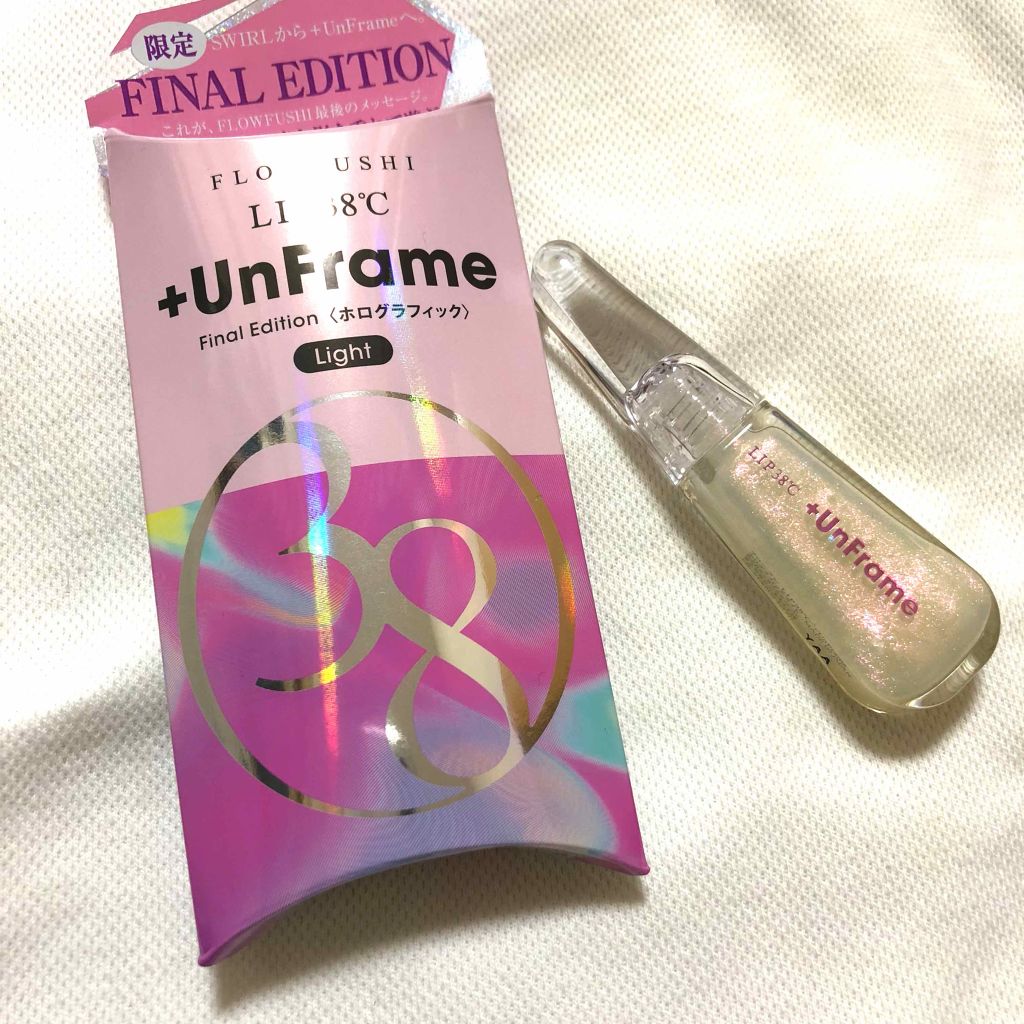 限定
SWIRLから+UnFrameへ。
FINAL EDITION
これが、FLOWFUSHI最後のメッセージ。
FLO USHI
LI 38℃
+UnFrame
Final Edition〈ホログラフィック〉
Light
38
LIP38℃
+UnFrame